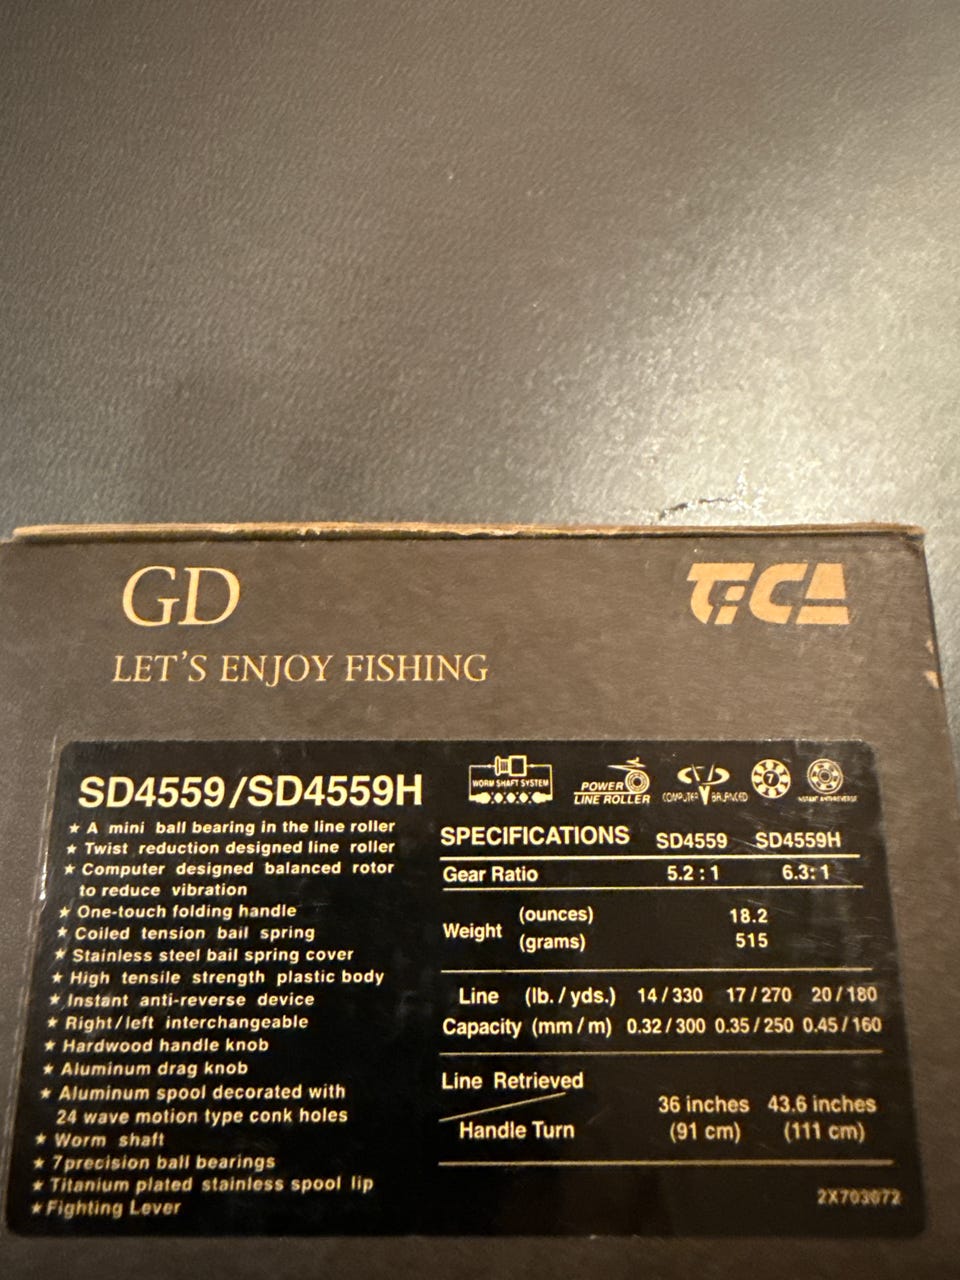 GD
TiCA
LET'S ENJOY FISHING
SD4559/SD4559H
★ A mini ball bearing in the line roller
★ Twist reduction designed line roller
★ Computer designed balanced rotor
to reduce vibration
★ One-touch folding handle
★ Coiled tension bail spring
★ Stainless steel bail spring cover
★ High tensile strength plastic body
★ Instant anti-reverse device
★ Right/left interchangeable
★ Hardwood handle knob
★ Aluminum drag knob
★ Aluminum spool decorated with
24 wave motion type conk holes
★ Worm shaft
★ 7precision ball bearings
★ Titanium plated stainless spool lip
★ Fighting Lever
WORM SHAFT SYSTEM
POWER
LINE ROLLER
COMPUTER BALANCED
7
INSTANT ANTI-REVERSE
SPECIFICATIONS SD4559 SD4559H
Gear Ratio 5.2 : 1 6.3: 1
Weight (ounces) 18.2
(grams) 515
Line (lb. / yds.) 14 / 330 17 / 270 20 / 180
Capacity (mm / m) 0.32 / 300 0.35 / 250 0.45 / 160
Line Retrieved
Handle Turn
36 inches 43.6 inches
(91 cm) (111 cm)
2X703072